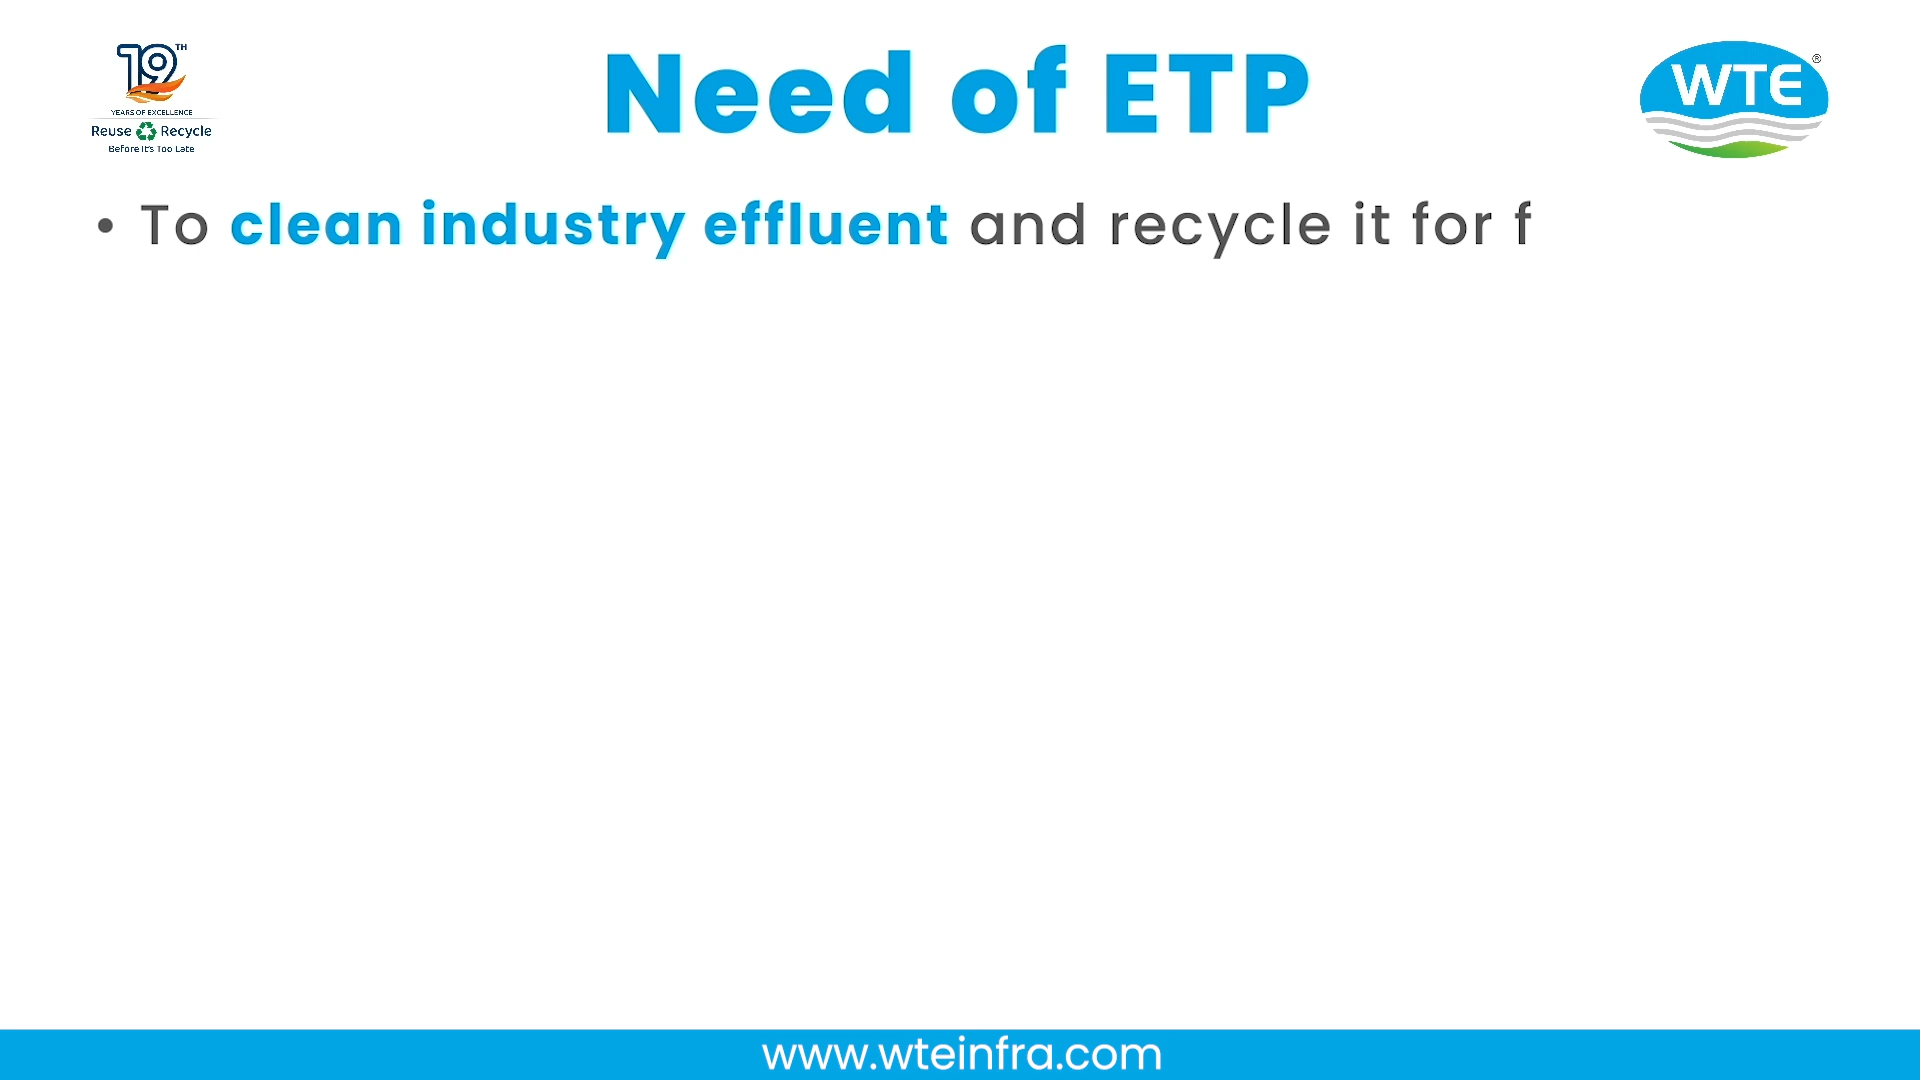 19TH
YEARS OF EXCELLENCE
Reuse Recycle
Before It's Too Late
Need of ETP
WTE®
• To clean industry effluent and recycle it for f
www.wteinfra.com